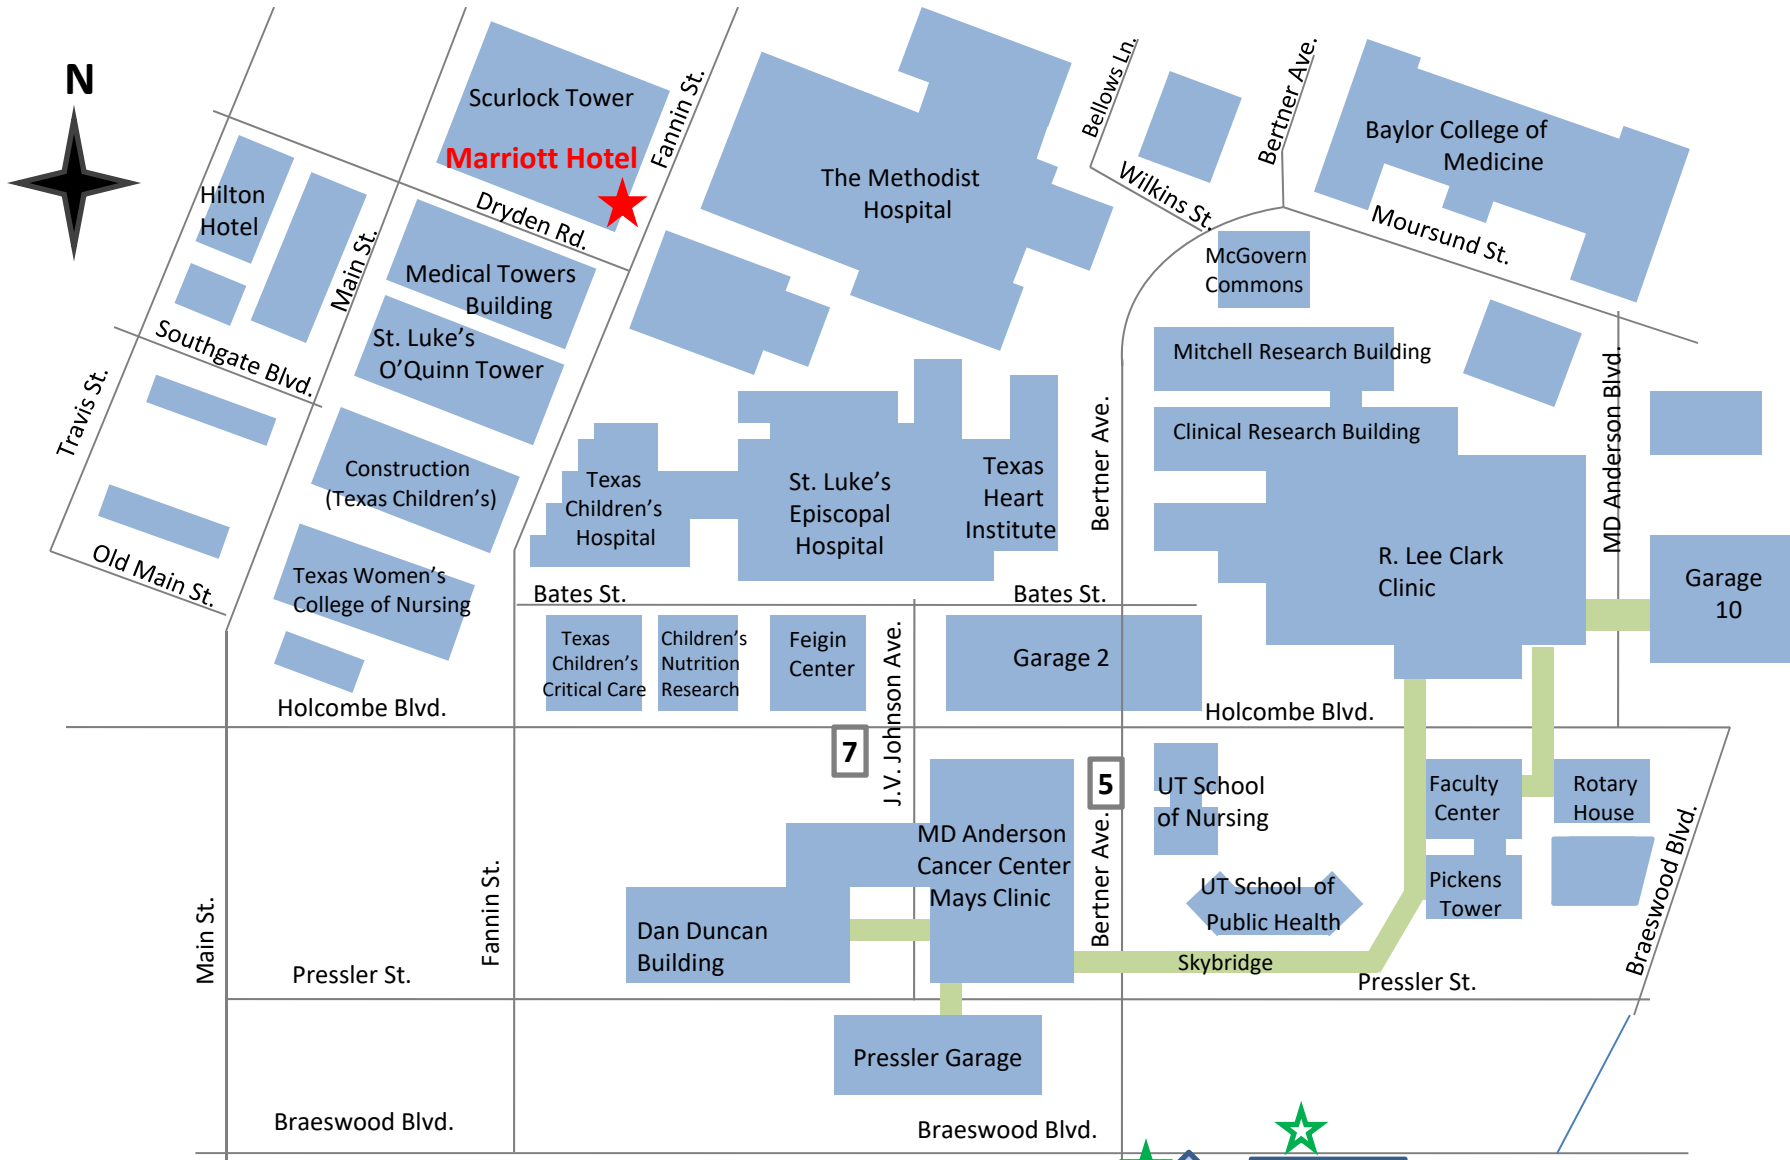 N
Scurlock Tower
Marriott Hotel
Fannin St.
Bellows Ln.
Bertner Ave.
Baylor College of
Medicine
Hilton
Hotel
Dryden Rd.
The Methodist
Hospital
Wilkins St.
Moursund St.
Main St.
Medical Towers
Building
McGovern
Commons
Southgate Blvd.
St. Luke's
O'Quinn Tower
Mitchell Research Building
Travis St.
Bertner Ave.
Clinical Research Building
MD Anderson Blvd.
Construction
(Texas Children's)
Texas
Children's
Hospital
St. Luke's
Episcopal
Hospital
Texas
Heart
Institute
R. Lee Clark
Clinic
Garage
10
Old Main St.
Texas Women's
College of Nursing
Bates St.
Bates St.
Texas
Children's
Critical Care
Children's
Nutrition
Research
Feigin
Center
J.V. Johnson Ave.
Garage 2
Holcombe Blvd.
Holcombe Blvd.
7
5
UT School
of Nursing
Faculty
Center
Rotary
House
MD Anderson
Cancer Center
Mays Clinic
Bertner Ave.
UT School of
Public Health
Pickens
Tower
Braeswood Blvd.
Main St.
Fannin St.
Dan Duncan
Building
Skybridge
Pressler St.
Pressler St.
Pressler Garage
Braeswood Blvd.
Braeswood Blvd.